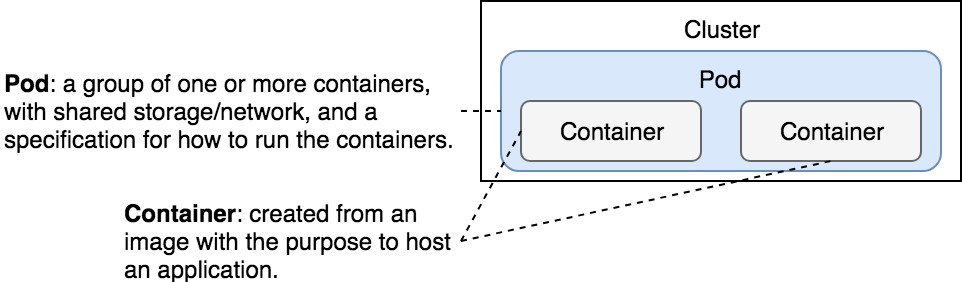 Cluster
Pod: a group of one or more containers,
with shared storage/network, and a
specification for how to run the containers.
Pod
Container
Container
Container: created from an
image with the purpose to host
an application.